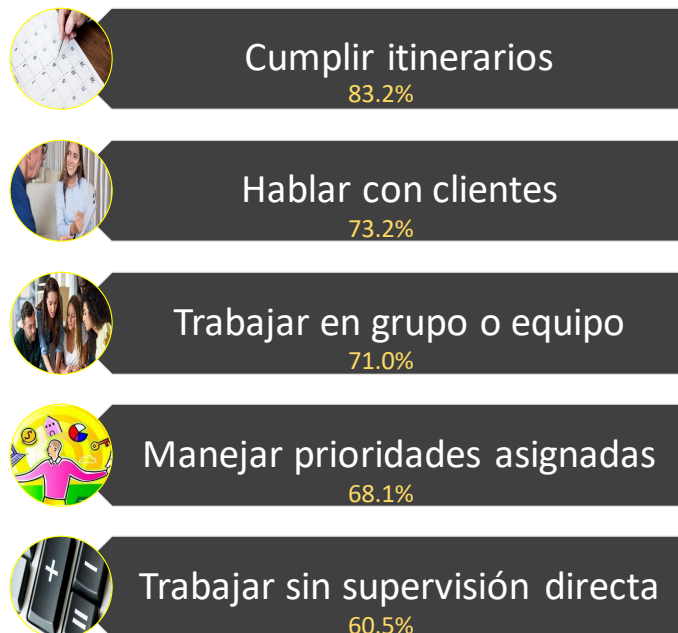 Cumplir itinerarios
83.2%
Hablar con clientes
73.2%
Trabajar en grupo o equipo
71.0%
Manejar prioridades asignadas
68.1%
Trabajar sin supervisión directa
60.5%